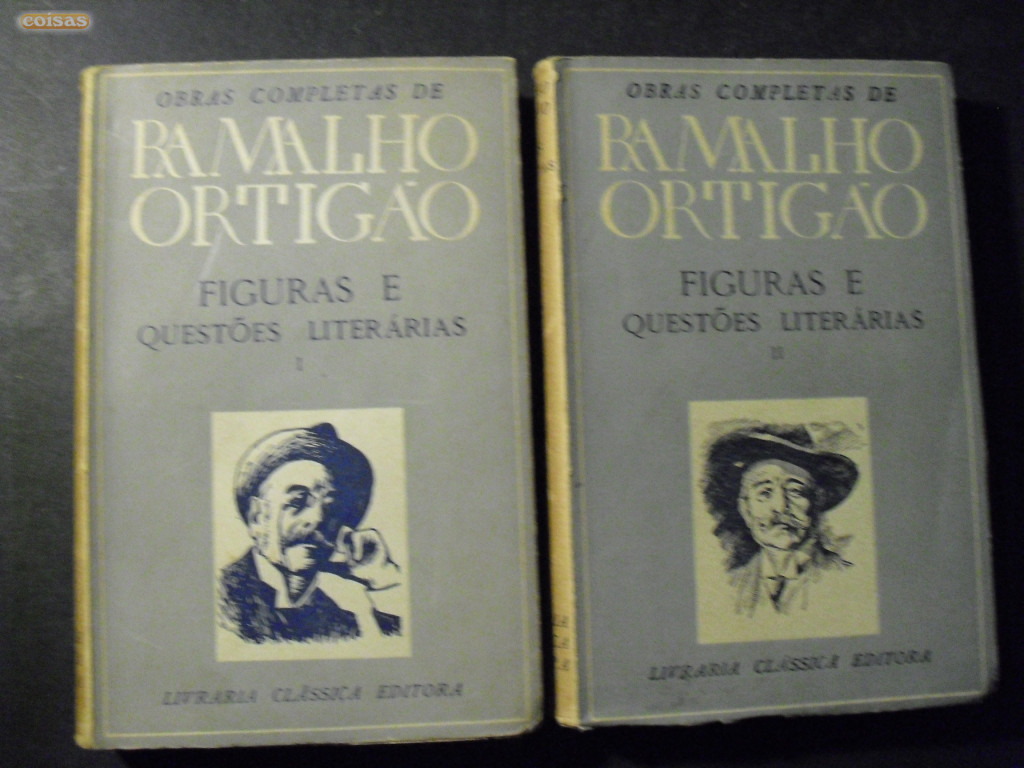 coisas
OBRAS COMPLETAS DE
RAMALHO
ORTIGÃO
FIGURAS E
QUESTÕES LITERÁRIAS
I
LIVRARIA CLÁSSICA EDITORA
OBRAS COMPLETAS DE
RAMALHO
ORTIGÃO
FIGURAS E
QUESTÕES LITERÁRIAS
II
LIVRARIA CLÁSSICA EDITORA